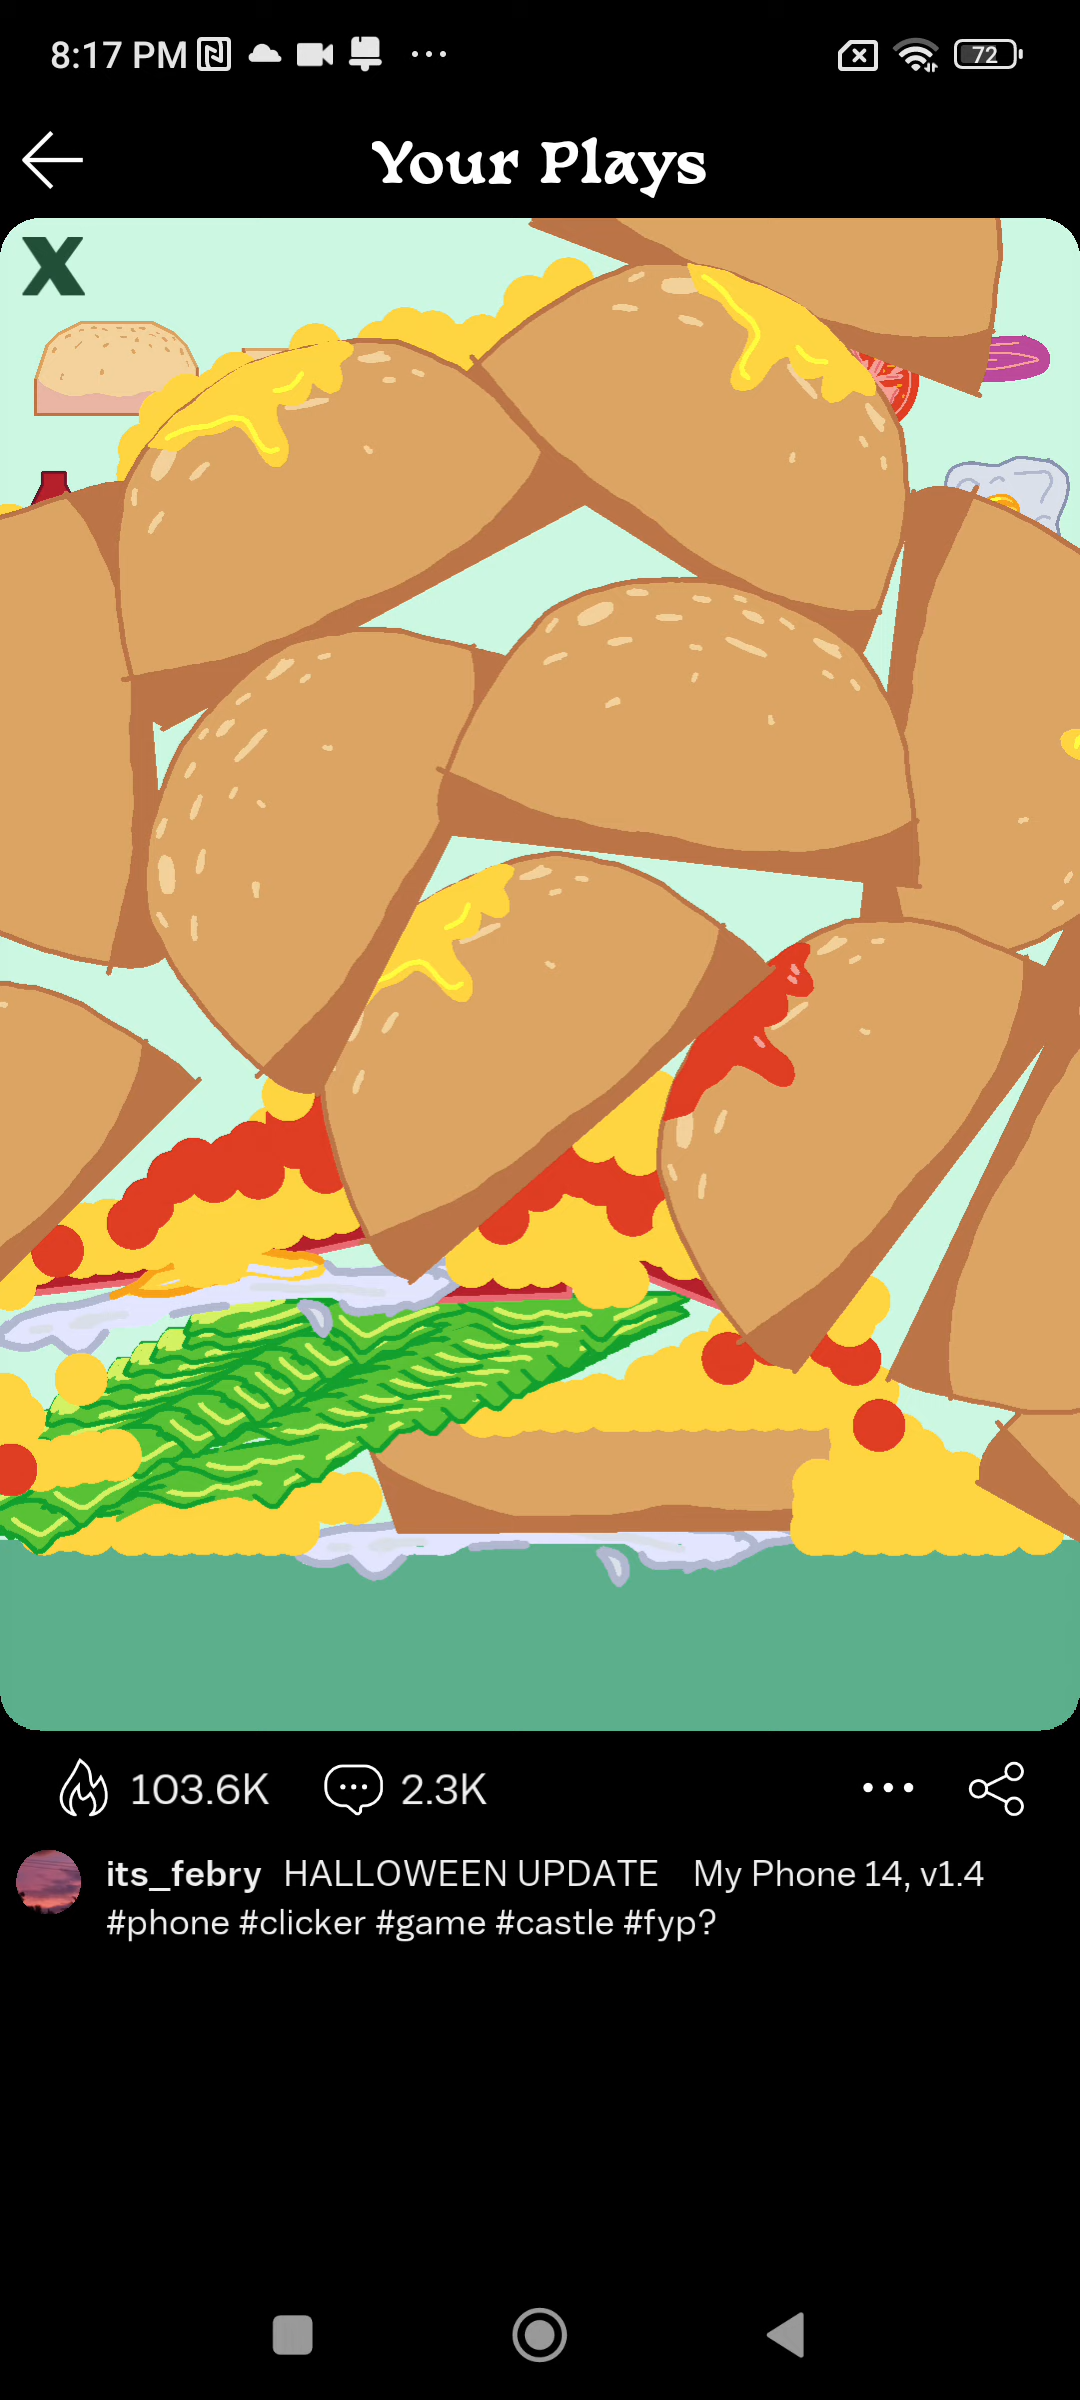 8:17 PM
72
Your Plays
X
103.6K 2.3K
its_febry HALLOWEEN UPDATE My Phone 14, v1.4
#phone #clicker #game #castle #fyp?